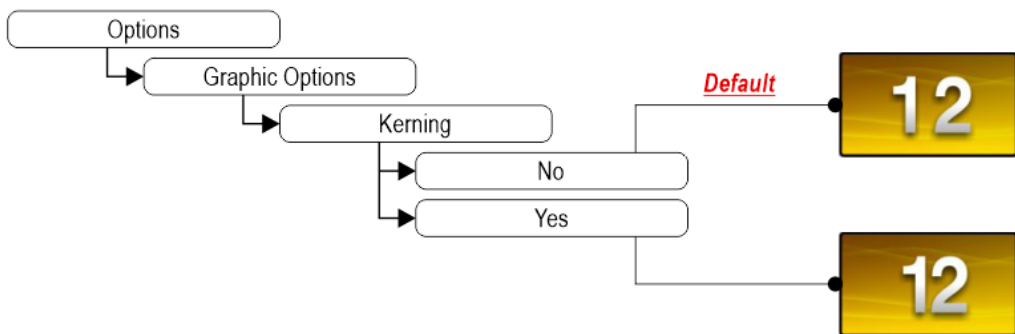 Options
Graphic Options
Kerning
Default
12
No
Yes
12